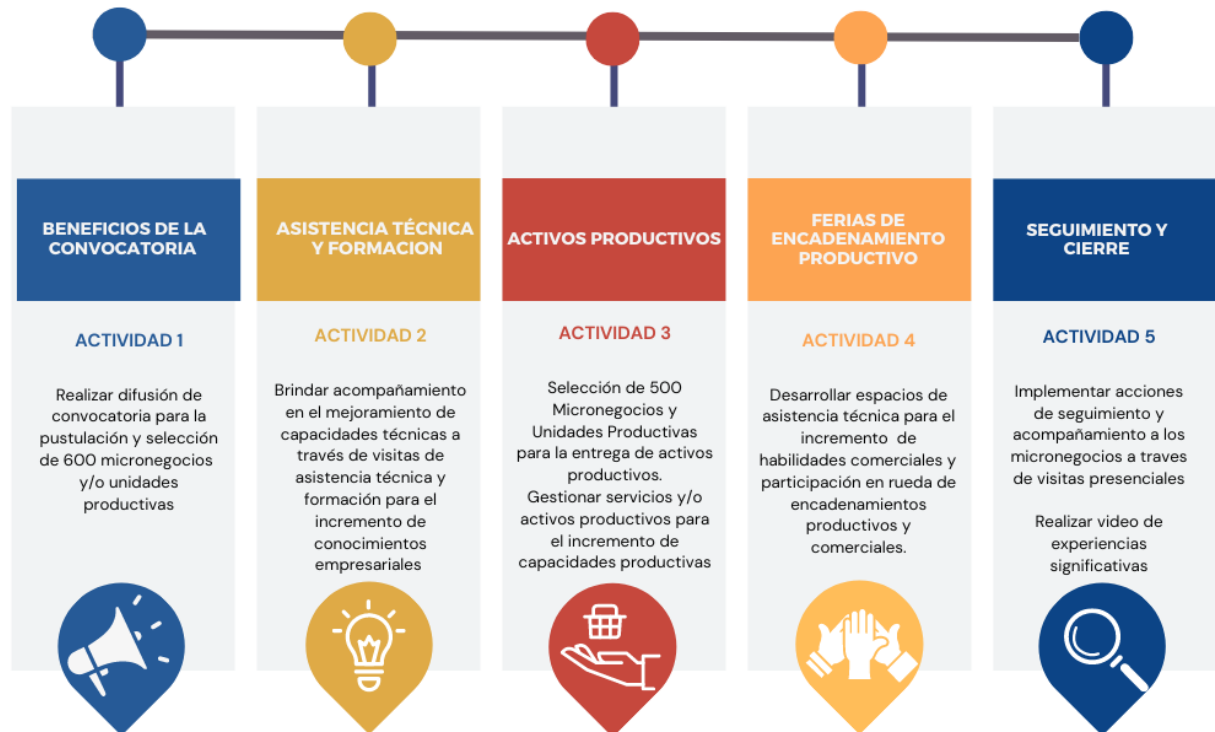 BENEFICIOS DE LA
CONVOCATORIA
ACTIVIDAD 1
Realizar difusión de
convocatoria para la
pustulación y selección
de 600 micronegocios
y/o unidades
productivas
ASISTENCIA TÉCNICA
Y FORMACION
ACTIVIDAD 2
Brindar acompañamiento
en el mejoramiento de
capacidades técnicas a
través de visitas de
asistencia técnica y
formación para el
incremento de
conocimientos
empresariales
ACTIVOS PRODUCTIVOS
ACTIVIDAD 3
Selección de 500
Micronegocios y
Unidades Productivas
para la entrega de activos
productivos.
Gestionar servicios y/o
activos productivos para
el incremento de
capacidades productivas
FERIAS DE
ENCADENAMIENTO
PRODUCTIVO
ACTIVIDAD 4
Desarrollar espacios de
asistencia técnica para el
incremento de
habilidades comerciales y
participación en rueda de
encadenamientos
productivos y
comerciales.
SEGUIMIENTO Y
CIERRE
ACTIVIDAD 5
Implementar acciones
de seguimiento y
acompañamiento a los
micronegocios a traves
de visitas presenciales
Realizar video de
experiencias
significativas